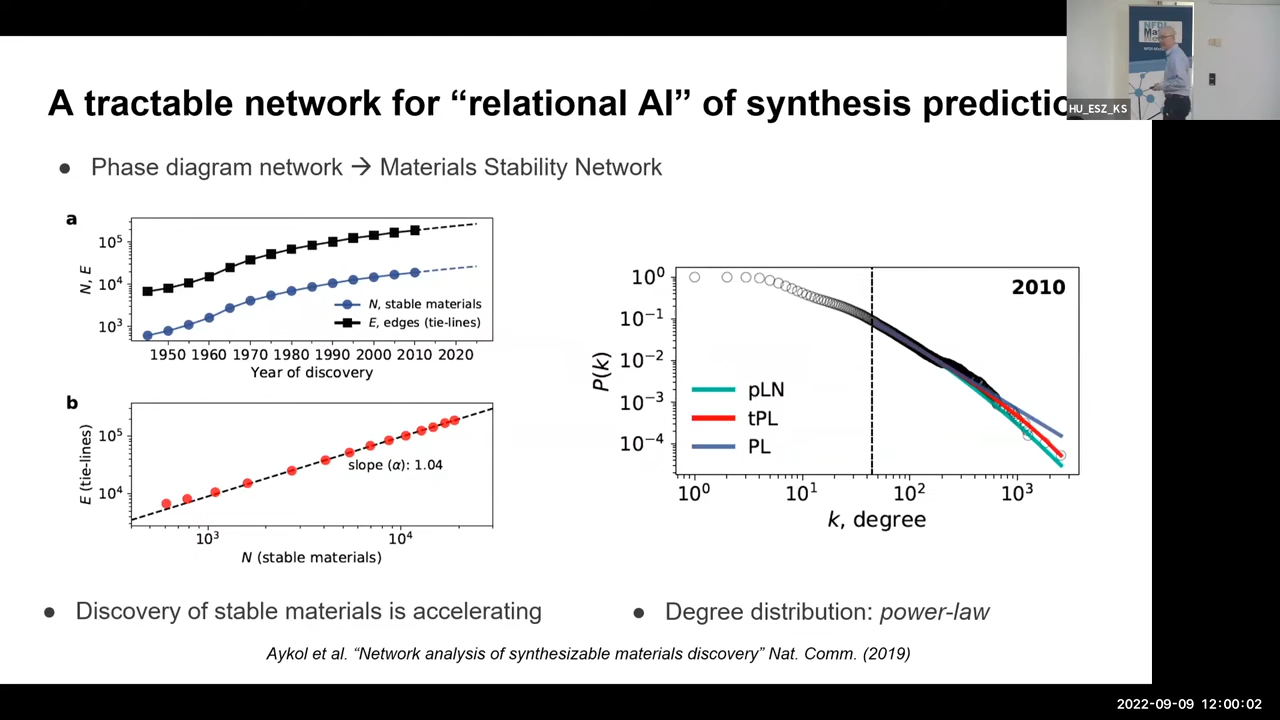 A tractable network for “relational AI” of synthesis predictio
HU_ESZ_KS
● Phase diagram network → Materials Stability Network
a
10⁵
10⁴
10³
N, E
N, stable materials
E, edges (tie-lines)
1950 1960 1970 1980 1990 2000 2010 2020
Year of discovery
b
10⁵
10⁴
E (tie-lines)
slope (α): 1.04
10³ 10⁴
N (stable materials)
2010
10⁰
10⁻¹
10⁻²
10⁻³
10⁻⁴
P(k)
pLN
tPL
PL
10⁰ 10¹ 10² 10³
k, degree
● Discovery of stable materials is accelerating
● Degree distribution: power-law
Aykol et al. “Network analysis of synthesizable materials discovery” Nat. Comm. (2019)
2022-09-09 12:00:02